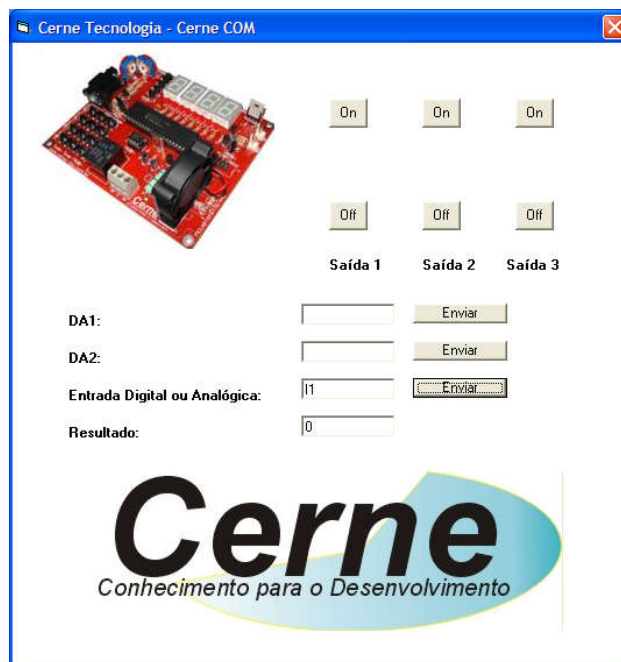 Cerne Tecnologia - Cerne COM
On On On
Off Off Off
Saída 1 Saída 2 Saída 3
DA1: Enviar
DA2: Enviar
Entrada Digital ou Analógica: I1 Enviar
Resultado: 0
Cerne
Conhecimento para o Desenvolvimento